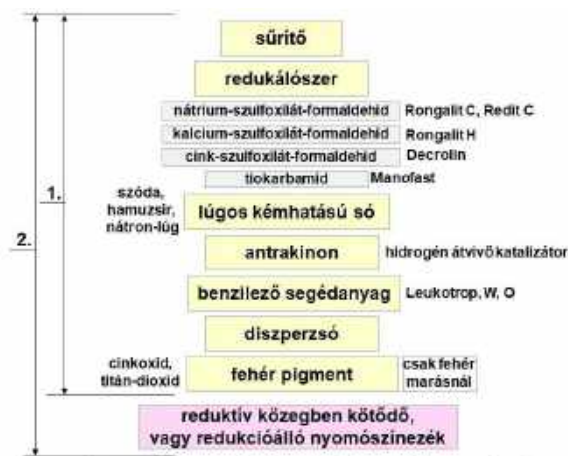 sűrítő
redukálószer
nátrium-szulfoxilát-formaldehid Rongalit C, Redit C
kalcium-szulfoxilát-formaldehid Rongalit H
cink-szulfoxilát-formaldehid Decrolin
tiokarbamid Manofast
1.
szóda,
hamuzsír,
nátron-lúg
lúgos kémhatású só
2.
antrakinon hidrogén átvivő katalizátor
benzilező segédanyag Leukotrop, W, O
diszperzsó
cinkoxid,
titán-dioxid
fehér pigment
csak fehér
marásnál
reduktív közegben kötődő,
vagy redukcióálló nyomószínezék